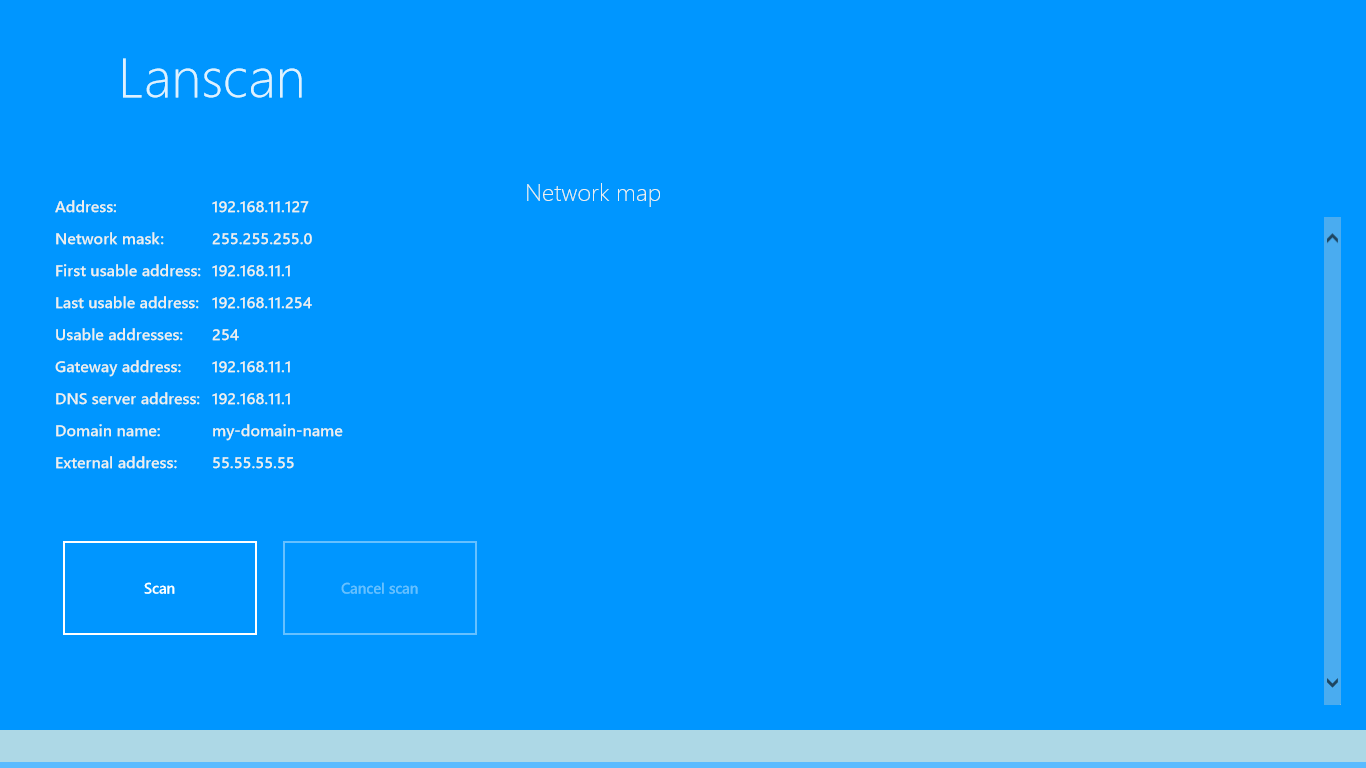 Lanscan
Network map
Address: 192.168.11.127
Network mask: 255.255.255.0
First usable address: 192.168.11.1
Last usable address: 192.168.11.254
Usable addresses: 254
Gateway address: 192.168.11.1
DNS server address: 192.168.11.1
Domain name: my-domain-name
External address: 55.55.55.55
Scan
Cancel scan